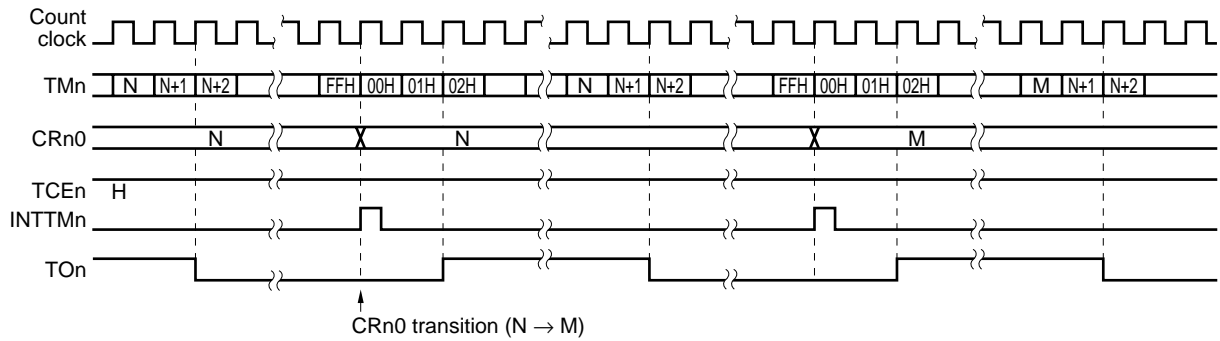 Count
clock
TMn N N+1 N+2 FFH 00H 01H 02H N N+1 N+2 FFH 00H 01H 02H M N+1 N+2
CRn0 N N M
TCEn H
INTTMn
TOn
CRn0 transition (N → M)